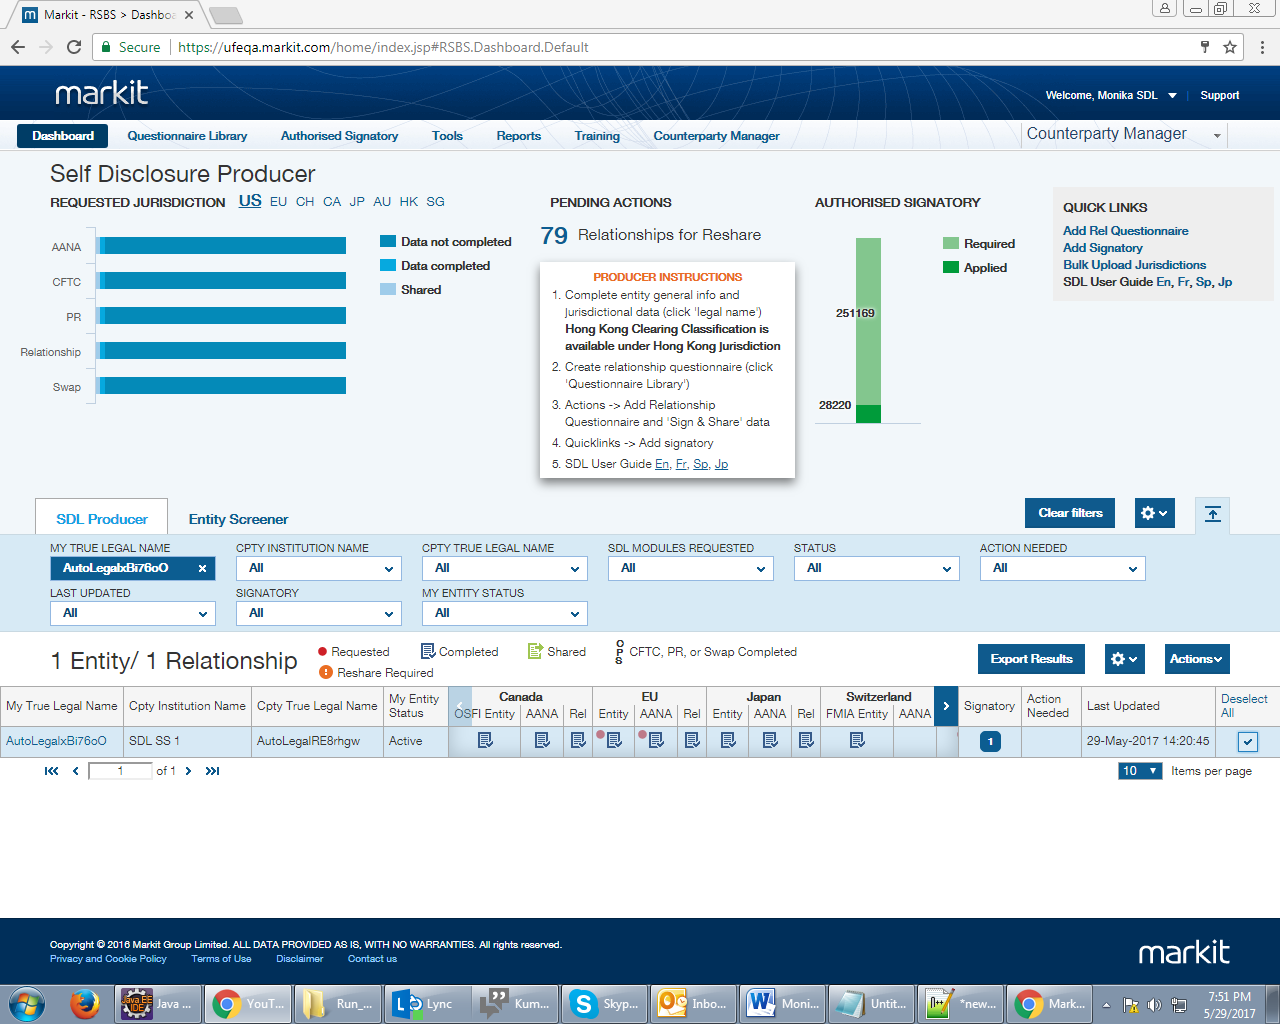 Markit - RSBS > Dashbo
Secure https://ufeqa.markit.com/home/index.jsp#RSBS.Dashboard.Default
markit
Welcome, Monika SDL Support
Dashboard Questionnaire Library Authorised Signatory Tools Reports Training Counterparty Manager Counterparty Manager
Self Disclosure Producer
REQUESTED JURISDICTION US EU CH CA JP AU HK SG
AANA
CFTC
PR
Relationship
Swap
Data not completed
Data completed
Shared
PENDING ACTIONS
79 Relationships for Reshare
PRODUCER INSTRUCTIONS
1. Complete entity general info and
jurisdictional data (click 'legal name')
Hong Kong Clearing Classification is
available under Hong Kong Jurisdiction
2. Create relationship questionnaire (click
'Questionnaire Library')
3. Actions -> Add Relationship
Questionnaire and 'Sign & Share' data
4. Quicklinks -> Add signatory
5. SDL User Guide En, Fr, Sp, Jp
AUTHORISED SIGNATORY
251169
28220
Required
Applied
QUICK LINKS
Add Rel Questionnaire
Add Signatory
Bulk Upload Jurisdictions
SDL User Guide En, Fr, Sp, Jp
SDL Producer Entity Screener Clear filters
MY TRUE LEGAL NAME CPTY INSTITUTION NAME CPTY TRUE LEGAL NAME SDL MODULES REQUESTED STATUS ACTION NEEDED
AutoLegalxBi76oO All All All All All
LAST UPDATED SIGNATORY MY ENTITY STATUS
All All All
1 Entity/ 1 Relationship
Requested Completed Shared CPS CFTC, PR, or Swap Completed
Reshare Required
Export Results Actions
My True Legal Name Cpty Institution Name Cpty True Legal Name My Entity Status Canada EU Japan Switzerland Signatory Action Needed Last Updated Deselect All
OSFI Entity AANA Rel Entity AANA Rel Entity AANA Rel FMIA Entity AANA
AutoLegalxBi76oO SDL SS 1 AutoLegalRE8rhgw Active 1 29-May-2017 14:20:45
1 of 1 10 Items per page
Copyright © 2016 Markit Group Limited. ALL DATA PROVIDED AS IS, WITH NO WARRANTIES. All rights reserved.
Privacy and Cookie Policy Terms of Use Disclaimer Contact us
markit
Java EE IDE Java ... YouT... Run_... Lync Kum... Skyp... Inbo... Moni... Untit... *new... Mark...
7:51 PM
5/29/2017